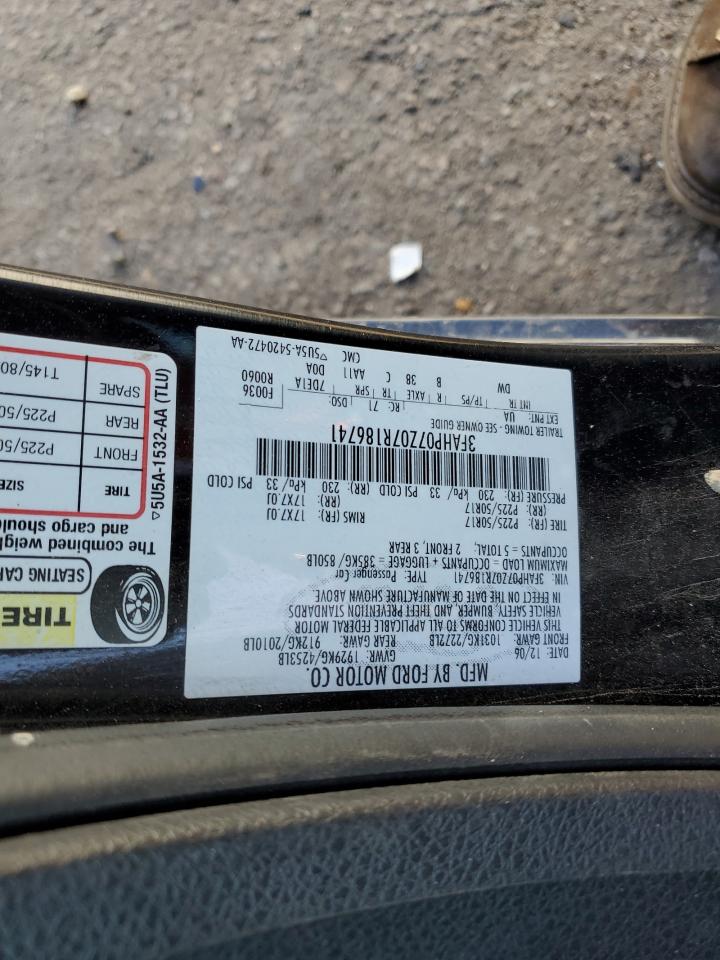 MFD. BY FORD MOTOR CO.
DATE: 12/06 GVWR: 1929KG/4253LB
FRONT GAWR: 1031KG/2272LB REAR GAWR: 912KG/2010LB
THIS VEHICLE CONFORMS TO ALL APPLICABLE FEDERAL MOTOR
VEHICLE SAFETY, BUMPER, AND THEFT PREVENTION STANDARDS
IN EFFECT ON THE DATE OF MANUFACTURE SHOWN ABOVE
VIN: 3FAHP07Z07R186741 TYPE: Passenger Car
MAXIMUM LOAD = OCCUPANTS + LUGGAGE = 385KG/ 850LB
OCCUPANTS = 5 TOTAL: 2 FRONT, 3 REAR
TIRE (FR): P225/50R17 RIMS (FR): 17X7.0J
(RR): P225/50R17 (RR): 17X7.0J
PRESSURE (FR): 230 kPa/ 33 PSI COLD (RR): 230 kPa/ 33 PSI COLD
3FAHP07Z07R186741
TRAILER TOWING - SEE OWNER GUIDE
EXT PNT: UA RC: 71 DSO: F0036
INT TR TP/PS R AXLE TR SPR 7DE1A R0060
DW B 38 C AA11 D0A
CMC ▽5U5A-5420472-AA
TIRE
SEATING CAP
The combined weigh
and cargo shoul
TIRE SIZE
FRONT P225/50
REAR P225/50
SPARE T145/80
▽5U5A-1532-AA (TLU)